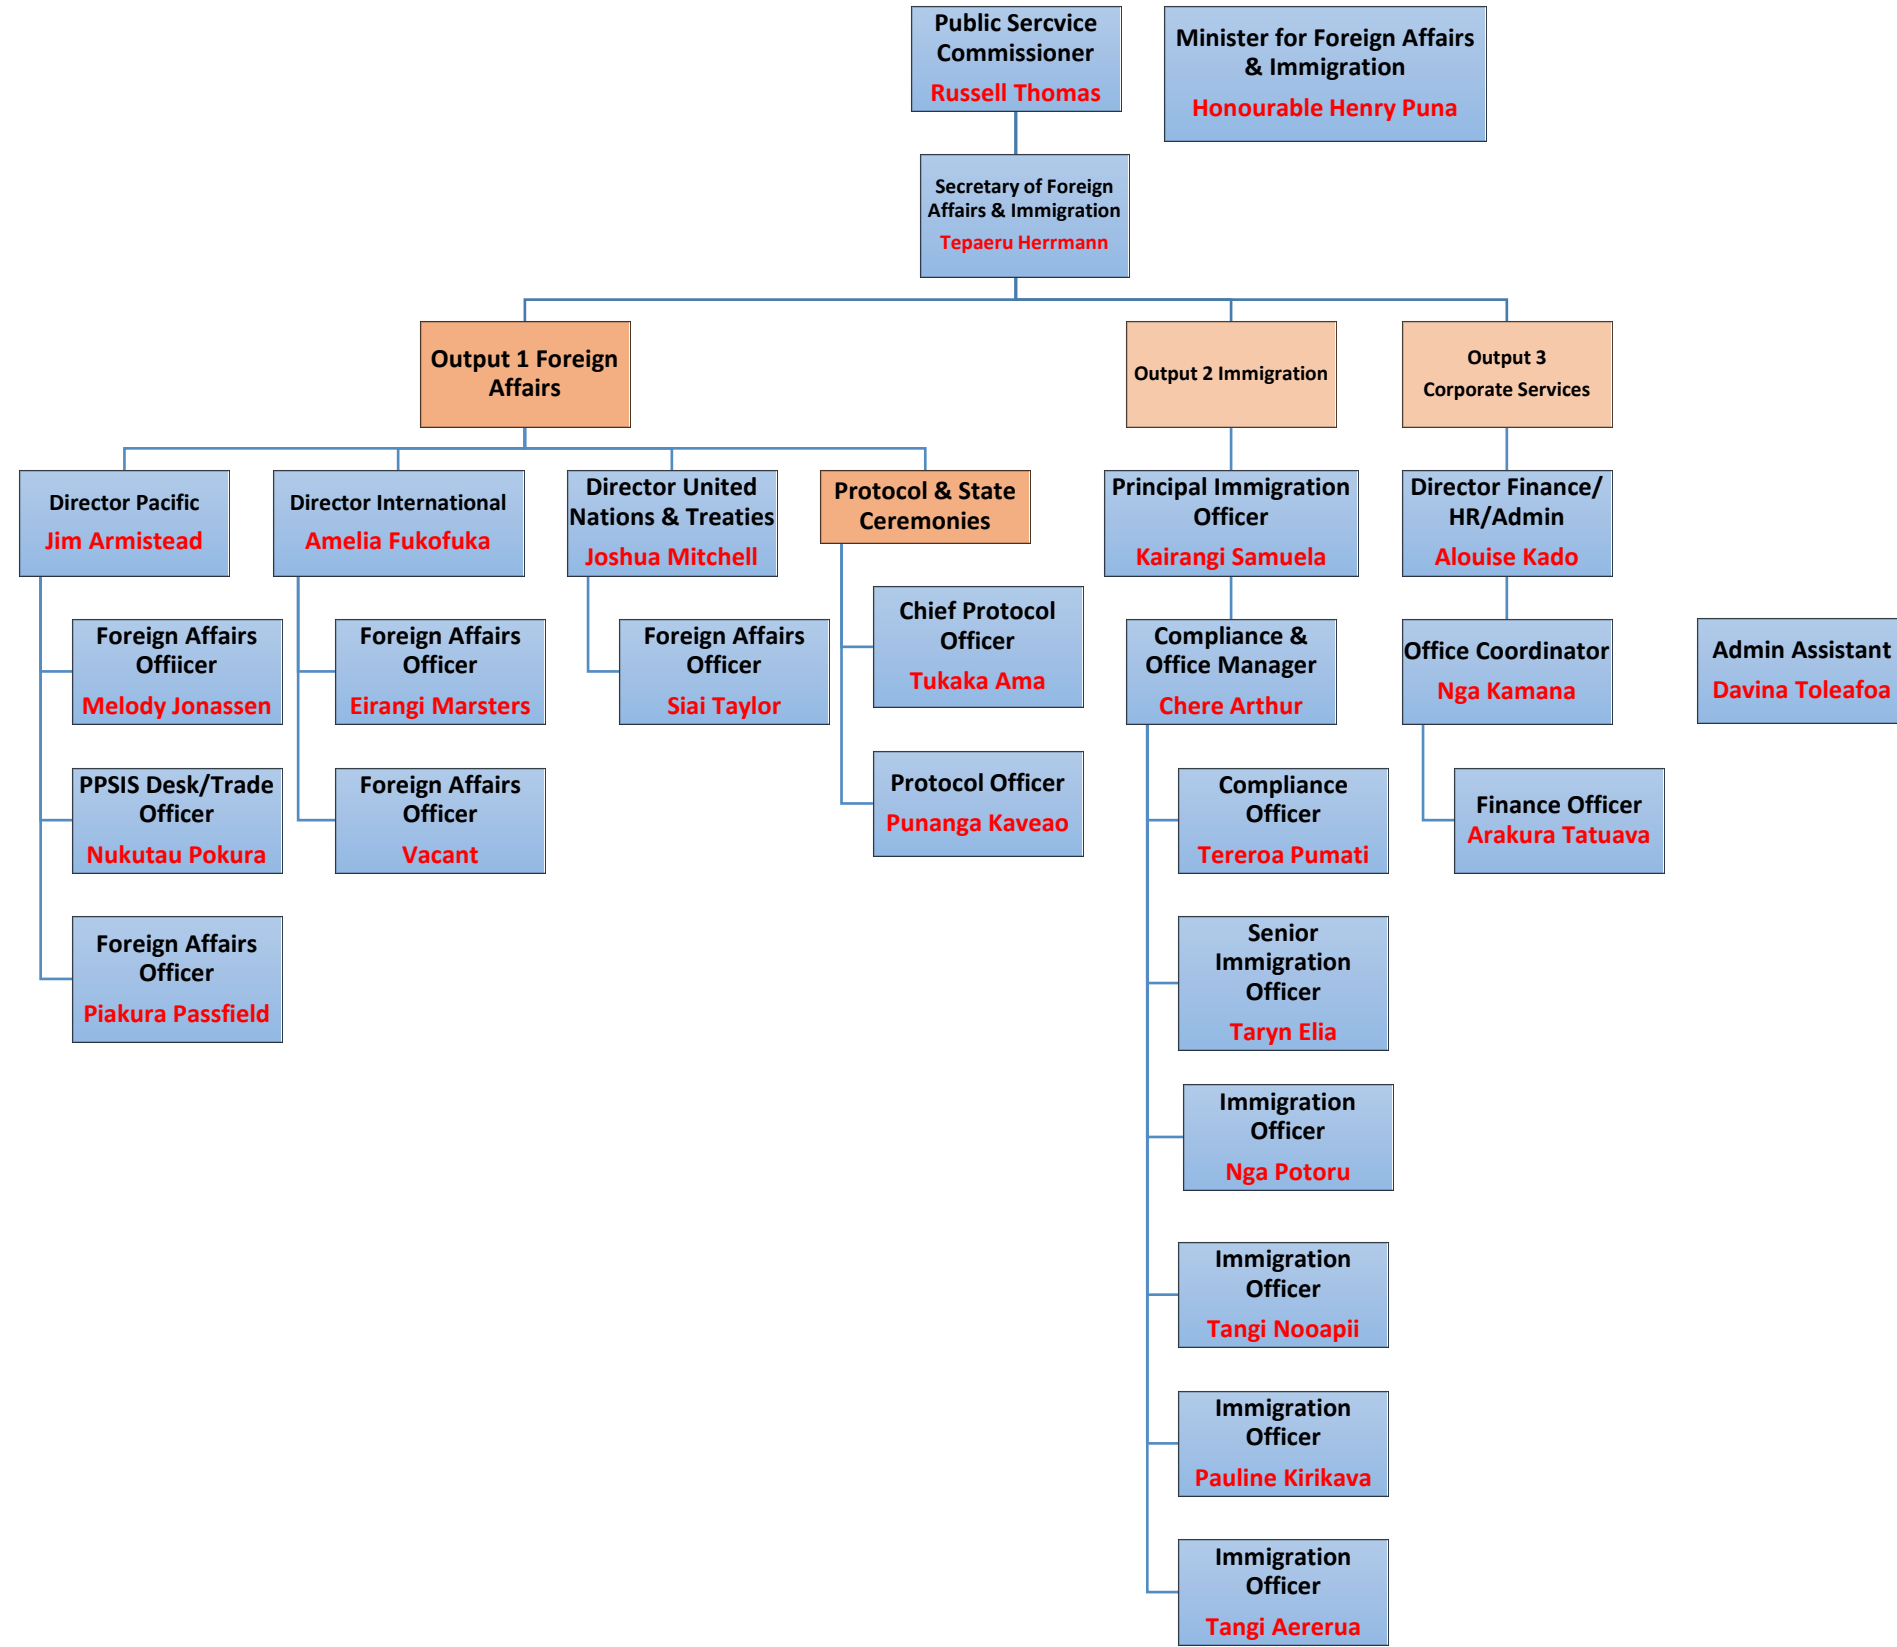 Public Sercvice
Commissioner
Russell Thomas
Minister for Foreign Affairs
& Immigration
Honourable Henry Puna
Secretary of Foreign
Affairs & Immigration
Tepaeru Herrmann
Output 1 Foreign
Affairs
Output 2 Immigration
Output 3
Corporate Services
Director Pacific
Jim Armistead
Director International
Amelia Fukofuka
Director United
Nations & Treaties
Joshua Mitchell
Protocol & State
Ceremonies
Principal Immigration
Officer
Kairangi Samuela
Director Finance/
HR/Admin
Alouise Kado
Foreign Affairs
Offiicer
Melody Jonassen
Foreign Affairs
Officer
Eirangi Marsters
Foreign Affairs
Officer
Siai Taylor
Chief Protocol
Officer
Tukaka Ama
Compliance &
Office Manager
Chere Arthur
Office Coordinator
Nga Kamana
Admin Assistant
Davina Toleafoa
PPSIS Desk/Trade
Officer
Nukutau Pokura
Foreign Affairs
Officer
Vacant
Protocol Officer
Punanga Kaveao
Compliance
Officer
Tereroa Pumati
Finance Officer
Arakura Tatuava
Foreign Affairs
Officer
Piakura Passfield
Senior
Immigration
Officer
Taryn Elia
Immigration
Officer
Nga Potoru
Immigration
Officer
Tangi Nooapii
Immigration
Officer
Pauline Kirikava
Immigration
Officer
Tangi Aererua